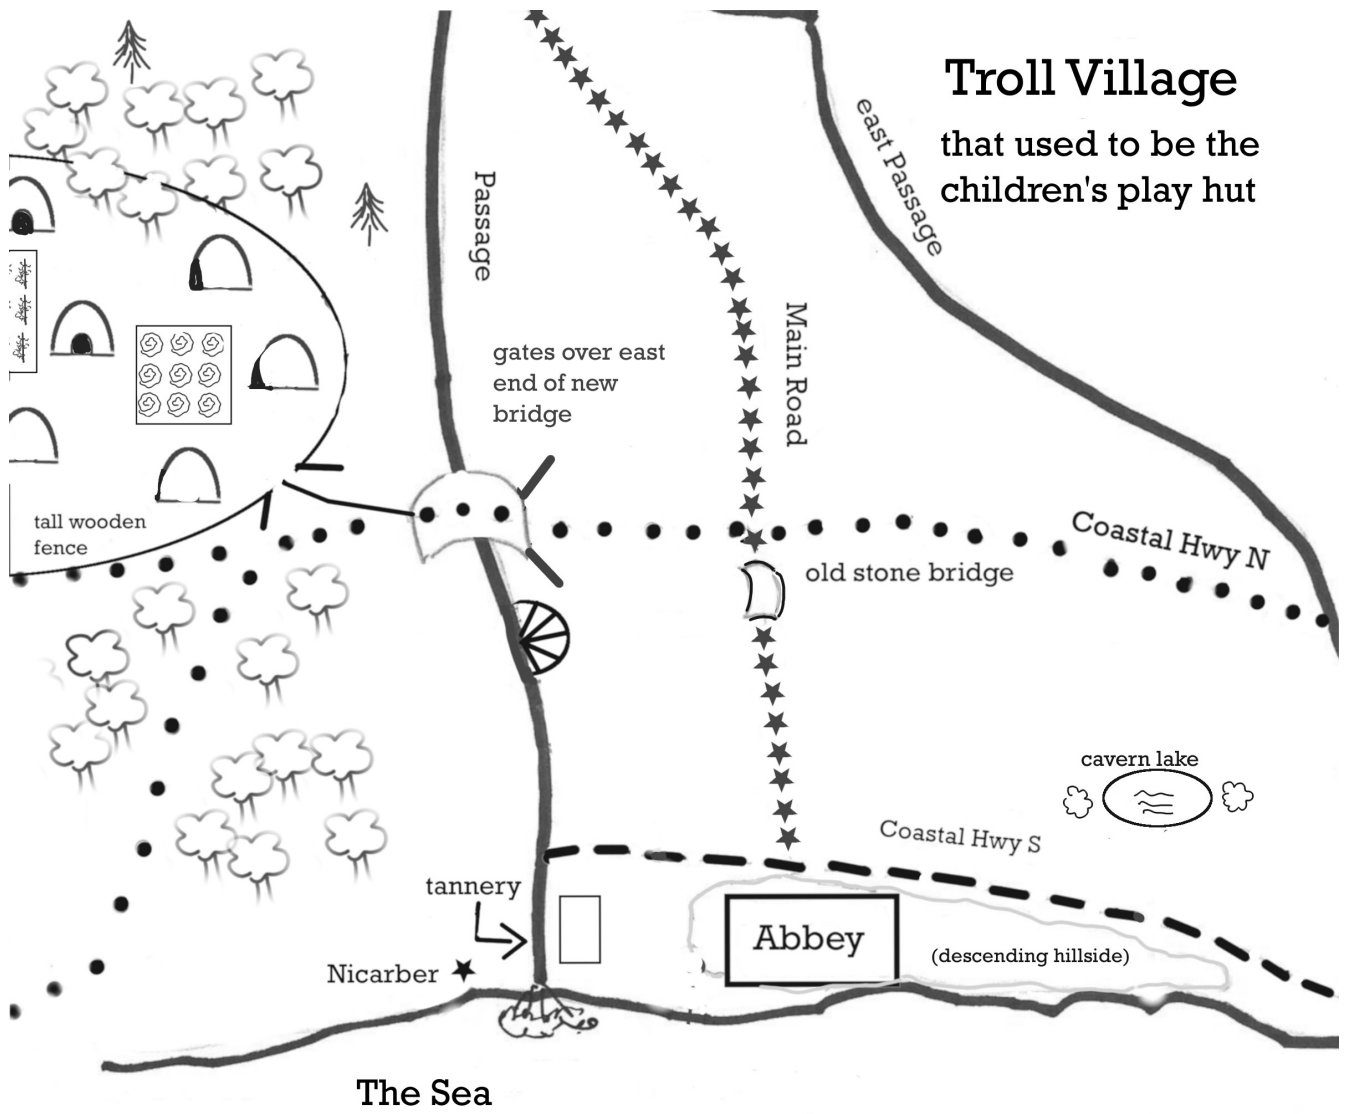 Troll Village
that used to be the
children's play hut
east Passage
Passage
Main Road
gates over east
end of new
bridge
tall wooden
fence
Coastal Hwy N
old stone bridge
cavern lake
Coastal Hwy S
tannery
Abbey
(descending hillside)
Nicarber
The Sea